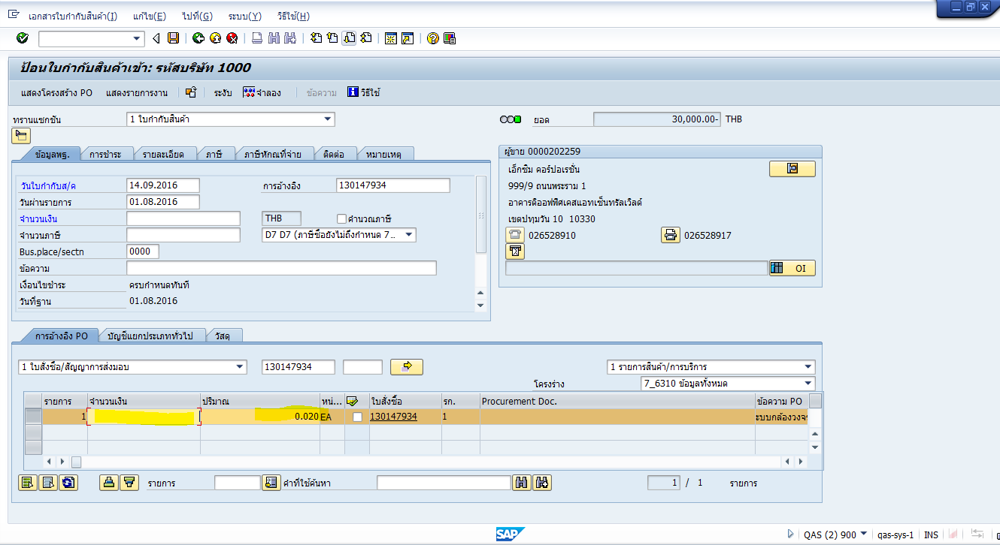 เอกสารใบกำกับสินค้า(I) แก้ไข(E) ไปที่(G) ระบบ(Y) วิธีใช้(H)
ป้อนใบกำกับสินค้าเข้า: รหัสบริษัท 1000
แสดงโครงสร้าง PO แสดงรายการงาน ระงับ จำลอง ข้อความ วิธีใช้
ทรานแซกชัน 1 ใบกำกับสินค้า ยอด 30,000.00- THB
ข้อมูลพฐ. การชำระ รายละเอียด ภาษี ภาษีหักณที่จ่าย ติดต่อ หมายเหตุ
ผู้ขาย 0000202259
วันใบกำกับส/ค 14.09.2016 การอ้างอิง 130147934
วันผ่านรายการ 01.08.2016
จำนวนเงิน THB คำนวณภาษี
จำนวนภาษี D7 D7 (ภาษีซื้อยังไม่ถึงกำหนด 7...
Bus.place/sectn 0000
ข้อความ
เงื่อนไขชำระ ครบกำหนดทันที
วันที่ฐาน 01.08.2016
เอ็กซิม คอร์ปอเรชั่น
999/9 ถนนพระราม 1
อาคารดิออฟฟิศเคสแอทเซ็นทรัลเวิลด์
เขตปทุมวัน 10 10330
026528910 026528917
OI
การอ้างอิง PO บัญชีแยกประเภททั่วไป วัสดุ
1 ใบสั่งซื้อ/สัญญาการส่งมอบ 130147934 1 รายการสินค้า/การบริการ
โครงร่าง 7_6310 ข้อมูลทั้งหมด
รายการ จำนวนเงิน ปริมาณ หน่... ใบสั่งซื้อ รก. Procurement Doc. ข้อความ PO
1 0.020 EA 130147934 1 ะบบกล้องวงจร
รายการ คำที่ใช้ค้นหา 1 / 1 รายการ
SAP QAS (2) 900 qas-sys-1 INS